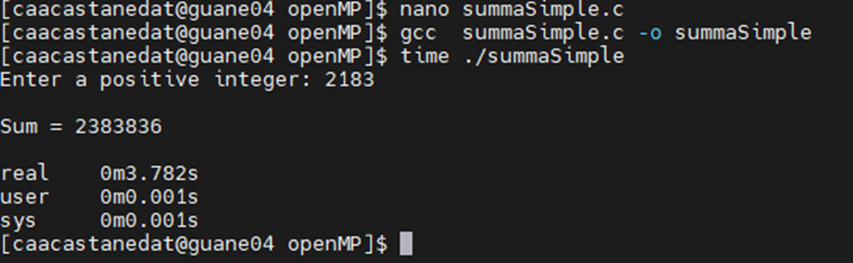 [caacastanedat@guane04 openMP]$ nano summaSimple.c
[caacastanedat@guane04 openMP]$ gcc  summaSimple.c -o summaSimple
[caacastanedat@guane04 openMP]$ time ./summaSimple
Enter a positive integer: 2183
Sum = 2383836
real    0m3.782s
user    0m0.001s
sys     0m0.001s
[caacastanedat@guane04 openMP]$